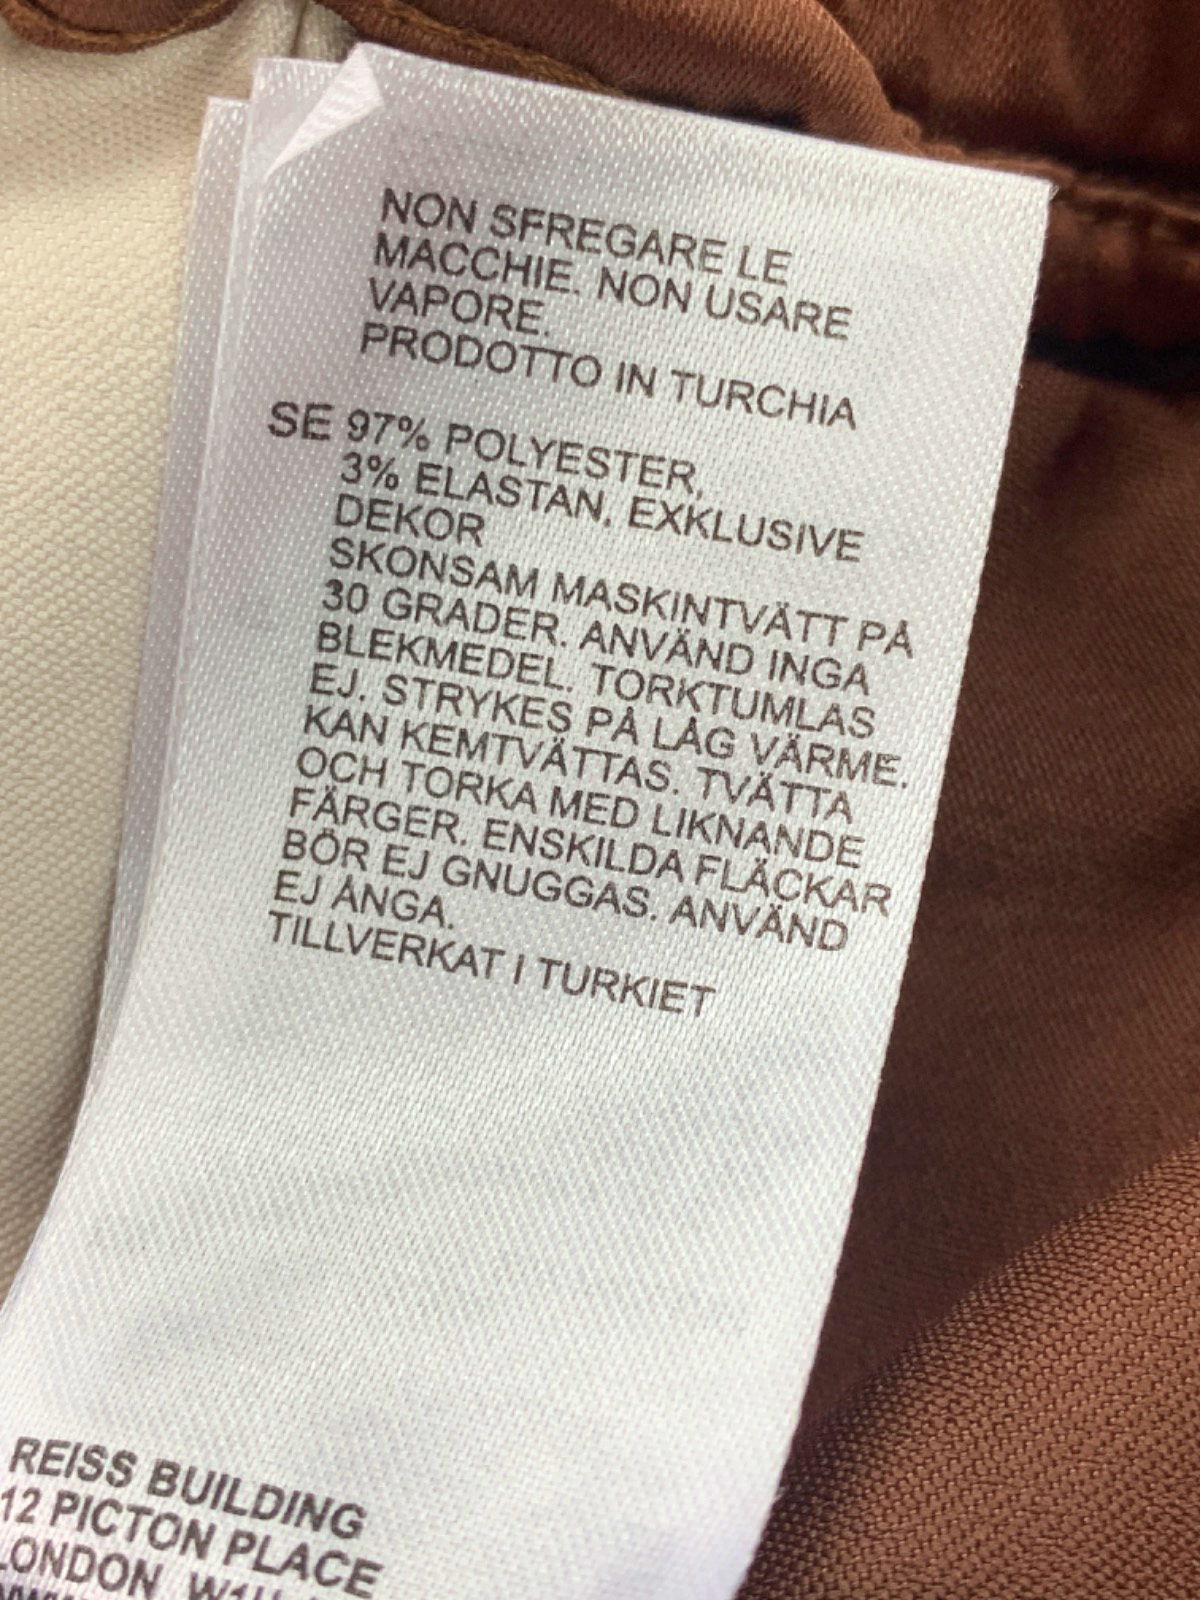 NON SFREGARE LE
MACCHIE. NON USARE
VAPORE.
PRODOTTO IN TURCHIA
SE 97% POLYESTER,
3% ELASTAN, EXKLUSIVE
DEKOR
SKONSAM MASKINTVÄTT PÅ
30 GRADER. ANVÄND INGA
BLEKMEDEL. TORKTUMLAS
EJ. STRYKES PÅ LÅG VÄRME.
KAN KEMTVÄTTAS. TVÄTTA
OCH TORKA MED LIKNANDE
FÄRGER. ENSKILDA FLÄCKAR
BÖR EJ GNUGGAS. ANVÄND
EJ ÅNGA.
TILLVERKAT I TURKIET
REISS BUILDING
12 PICTON PLACE
LONDON